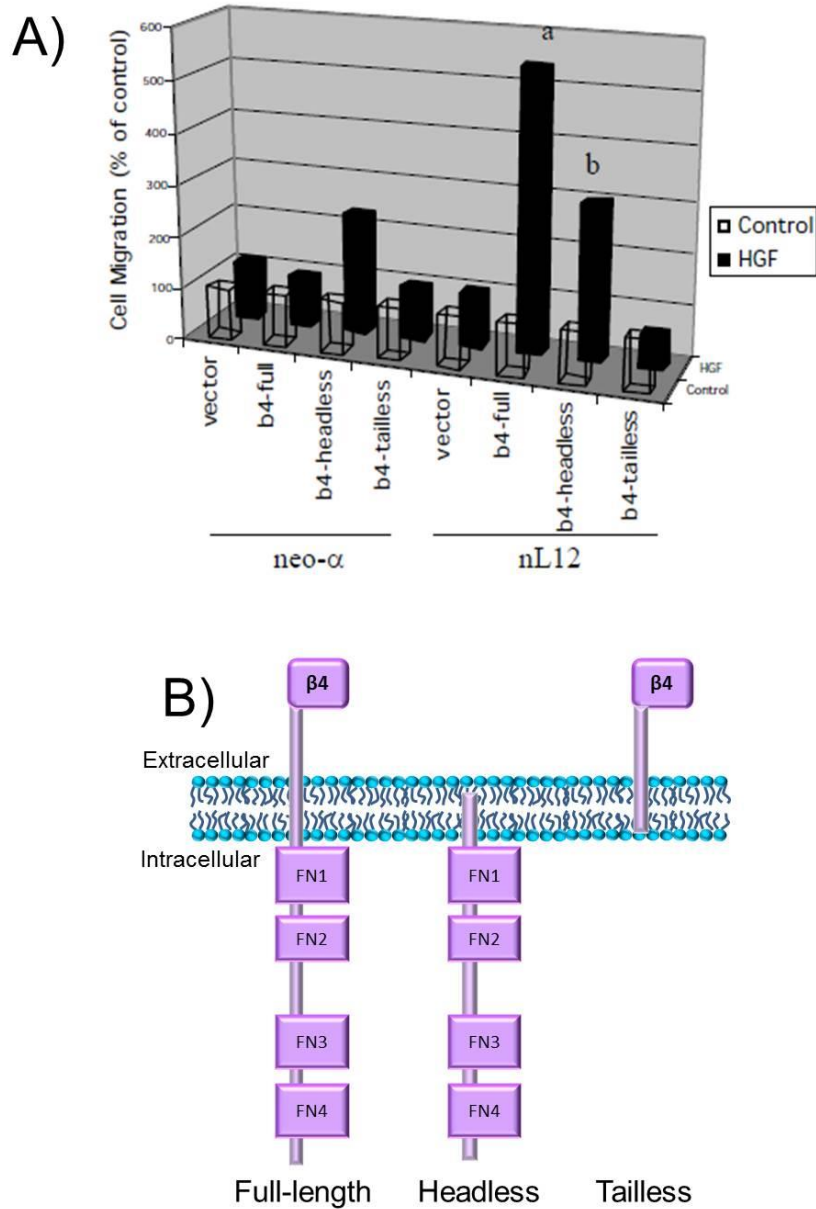 A)
Cell Migration (% of control)
600
500
400
300
200
100
0
a
b
Control
HGF
HGF
Control
vector
b4-full
b4-headless
b4-tailless
vector
b4-full
b4-headless
b4-tailless
neo-α
nL12
B)
β4
β4
Extracellular
Intracellular
FN1
FN1
FN2
FN2
FN3
FN3
FN4
FN4
Full-length
Headless
Tailless